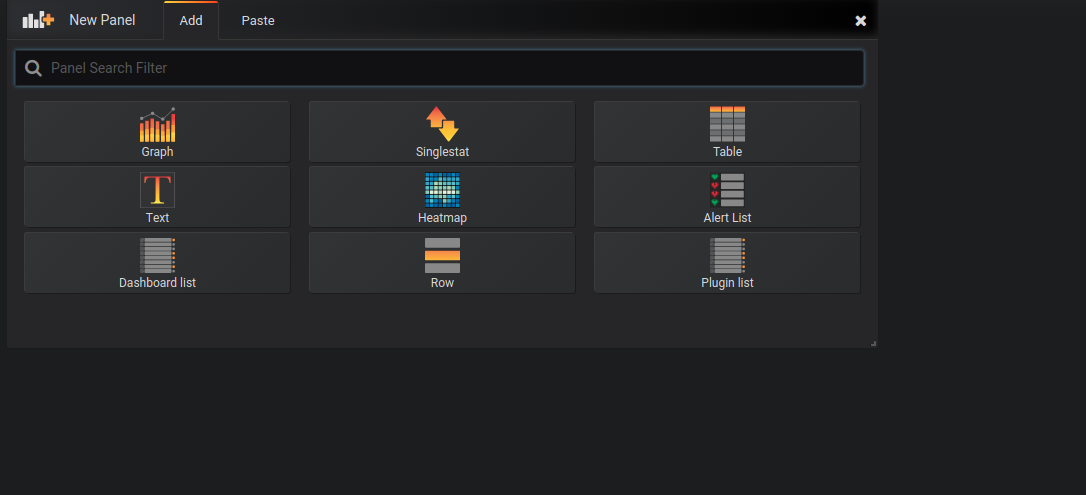 New Panel Add Paste
Panel Search Filter
Graph Singlestat Table
Text Heatmap Alert List
Dashboard list Row Plugin list